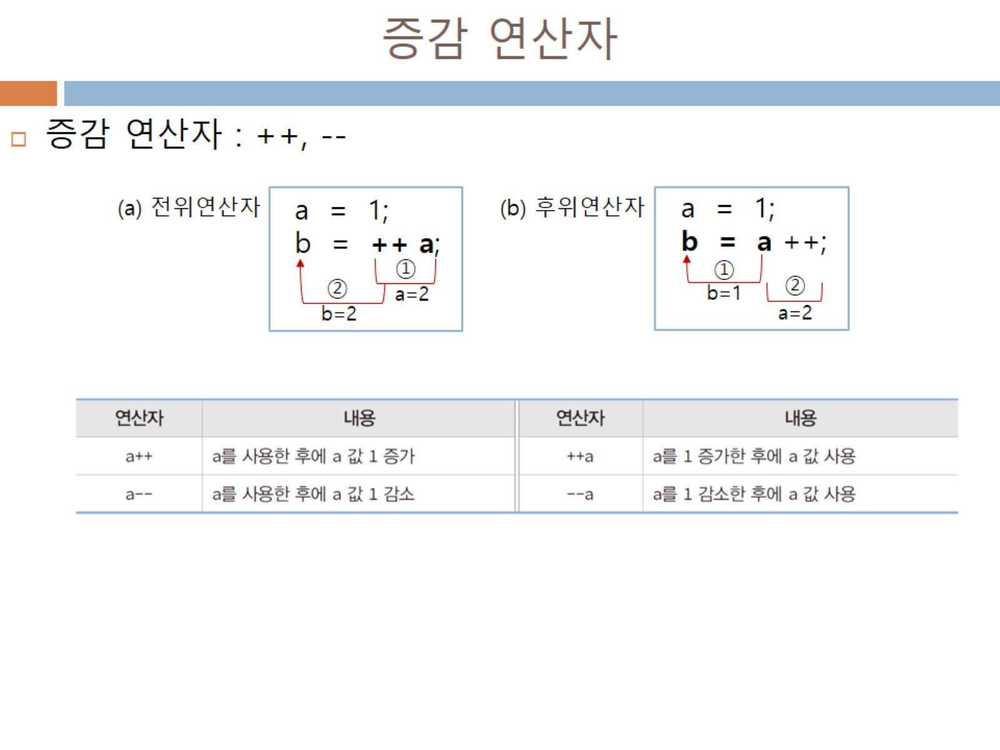 증감 연산자
증감 연산자 : ++, --
(a) 전위연산자
a = 1;
b = ++ a;
①
a=2
②
b=2
(b) 후위연산자
a = 1;
b = a ++;
①
b=1
②
a=2
연산자 내용 연산자 내용
a++ a를 사용한 후에 a 값 1 증가 ++a a를 1 증가한 후에 a 값 사용
a-- a를 사용한 후에 a 값 1 감소 --a a를 1 감소한 후에 a 값 사용